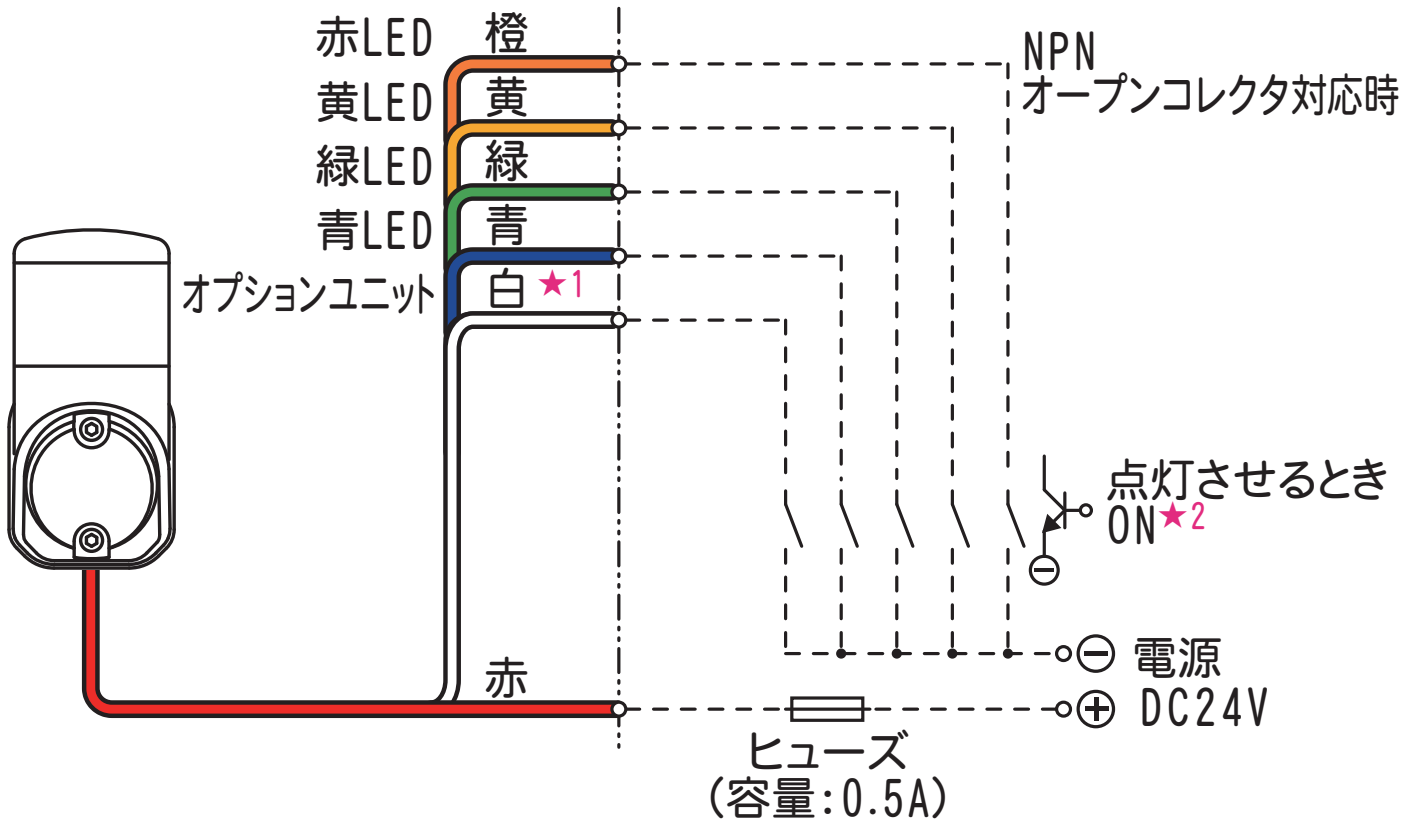 赤LED 橙
黄LED 黄
緑LED 緑
青LED 青
オプションユニット 白 ★1
NPN
オープンコレクタ対応時
点灯させるとき
ON★2
⊖ 電源
赤
⊕ DC24V
ヒューズ
(容量:0.5A)